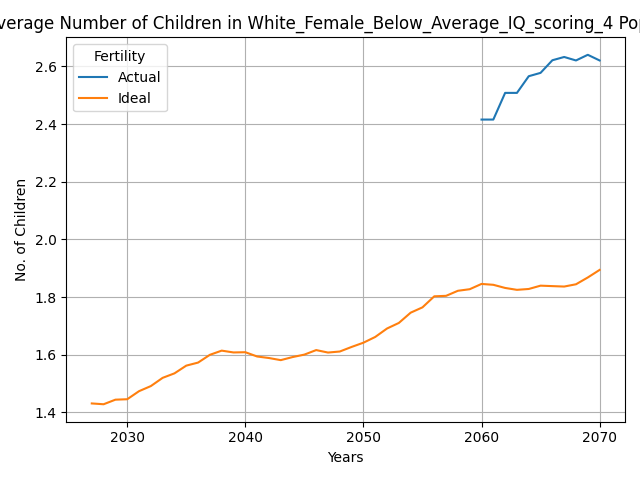 verage Number of Children in White_Female_Below_Average_IQ_scoring_4 Pop
Fertility
Actual
Ideal
No. of Children
2.6
2.4
2.2
2.0
1.8
1.6
1.4
2030 2040 2050 2060 2070
Years